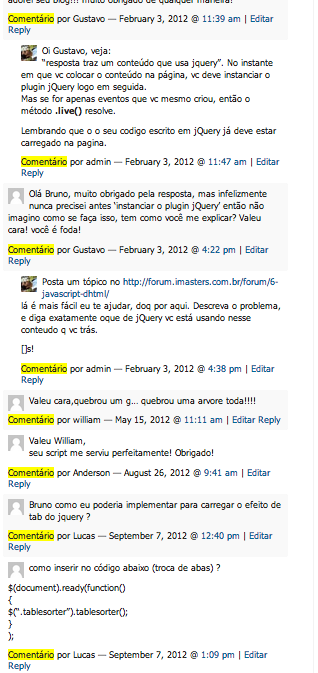 adorei seu blog!!! muito obrigado de qualquer maneira!
Comentário por Gustavo — February 3, 2012 @ 11:39 am | Editar
Reply
Oi Gustavo, veja:
"resposta traz um conteúdo que usa jquery". No instante
em que vc colocar o conteúdo na página, vc deve instanciar o
plugin jQuery logo em seguida.
Mas se for apenas eventos que vc mesmo criou, então o
método .live() resolve.
Lembrando que o o seu codigo escrito em jQuery já deve estar
carregado na pagina.
Comentário por admin — February 3, 2012 @ 11:47 am | Editar
Reply
Olá Bruno, muito obrigado pela resposta, mas infelizmente
nunca precisei antes 'instanciar o plugin jQuery' então não
imagino como se faça isso, tem como você me explicar? Valeu
cara! você é foda!
Comentário por Gustavo — February 3, 2012 @ 4:22 pm | Editar
Reply
Posta um tópico no http://forum.imasters.com.br/forum/6-
javascript-dhtml/
lá é mais fácil eu te ajudar, doq por aqui. Descreva o problema,
e diga exatamente oque de jQuery vc está usando nesse
conteudo q vc trás.
[]s!
Comentário por admin — February 3, 2012 @ 4:38 pm | Editar
Reply
Valeu cara,quebrou um g... quebrou uma arvore toda!!!!
Comentário por william — May 15, 2012 @ 11:11 am | Editar Reply
Valeu William,
seu script me serviu perfeitamente! Obrigado!
Comentário por Anderson — August 26, 2012 @ 9:41 am | Editar
Reply
Bruno como eu poderia implementar para carregar o efeito de
tab do jquery ?
Comentário por Lucas — September 7, 2012 @ 12:40 pm | Editar
Reply
como inserir no código abaixo (troca de abas) ?
$(document).ready(function()
{
$(".tablesorter").tablesorter();
}
);
Comentário por Lucas — September 7, 2012 @ 1:09 pm | Editar
Reply